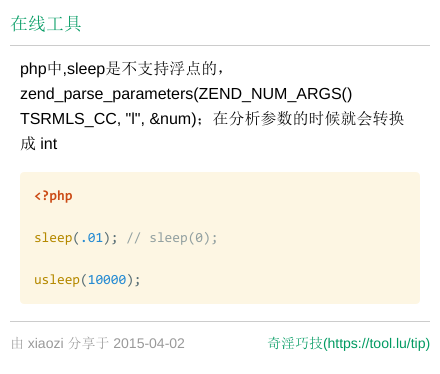 在线工具
php中,sleep是不支持浮点的，
zend_parse_parameters(ZEND_NUM_ARGS()
TSRMLS_CC, "l", &num)；在分析参数的时候就会转换
成 int
<?php
sleep(.01); // sleep(0);
usleep(10000);
由 xiaozi 分享于 2015-04-02
奇淫巧技(https://tool.lu/tip)